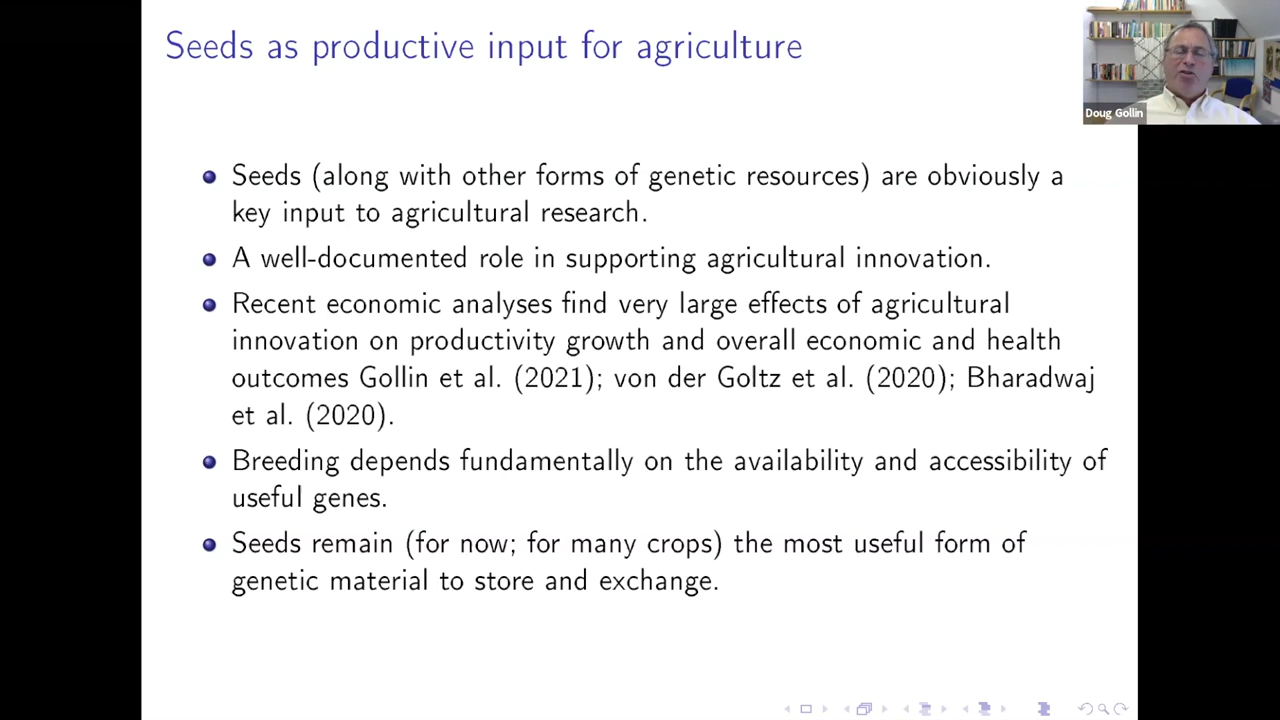 Seeds as productive input for agriculture
Doug Gollin
Seeds (along with other forms of genetic resources) are obviously a
key input to agricultural research.
A well-documented role in supporting agricultural innovation.
Recent economic analyses find very large effects of agricultural
innovation on productivity growth and overall economic and health
outcomes Gollin et al. (2021); von der Goltz et al. (2020); Bharadwaj
et al. (2020).
Breeding depends fundamentally on the availability and accessibility of
useful genes.
Seeds remain (for now; for many crops) the most useful form of
genetic material to store and exchange.